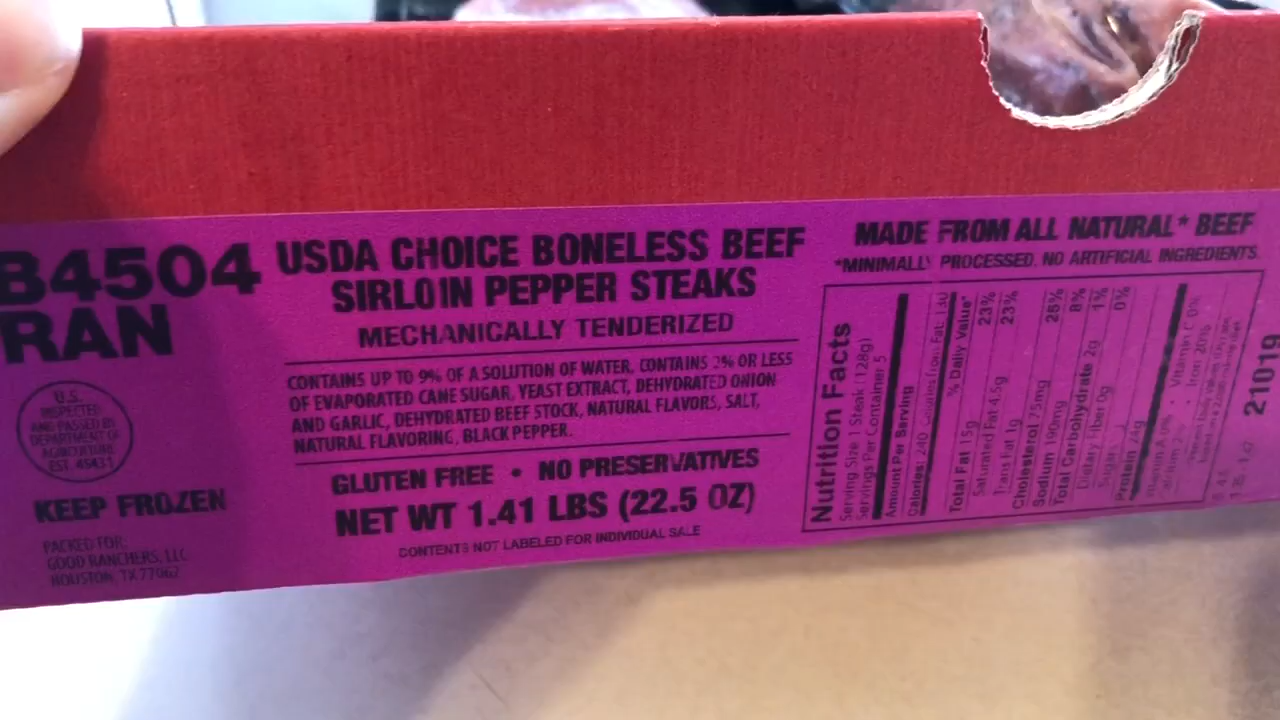 B4504
RAN
U.S.
INSPECTED
AND PASSED BY
DEPARTMENT OF
AGRICULTURE
EST. 45431
KEEP FROZEN
PACKED FOR:
GOOD RANCHERS, LLC
HOUSTON, TX 77062
USDA CHOICE BONELESS BEEF
SIRLOIN PEPPER STEAKS
MECHANICALLY TENDERIZED
CONTAINS UP TO 9% OF A SOLUTION OF WATER, CONTAINS 2% OR LESS
OF EVAPORATED CANE SUGAR, YEAST EXTRACT, DEHYDRATED ONION
AND GARLIC, DEHYDRATED BEEF STOCK, NATURAL FLAVORS, SALT,
NATURAL FLAVORING, BLACK PEPPER.
GLUTEN FREE • NO PRESERVATIVES
NET WT 1.41 LBS (22.5 OZ)
CONTENTS NOT LABELED FOR INDIVIDUAL SALE
MADE FROM ALL NATURAL* BEEF
*MINIMALLY PROCESSED, NO ARTIFICIAL INGREDIENTS.
Nutrition Facts
Serving Size 1 Steak (128g)
Servings Per Container 5
Amount Per Serving
Calories: 240 Calories from Fat: 130
% Daily Value*
Total Fat 15g 23%
Saturated Fat 4.5g 23%
Trans Fat 1g
Cholesterol 75mg 25%
Sodium 190mg 8%
Total Carbohydrate 2g 1%
Dietary Fiber 0g 0%
Sugar
Protein 24g
Vitamin A 0% • Vitamin C 0%
Calcium 2% • Iron 20%
21019